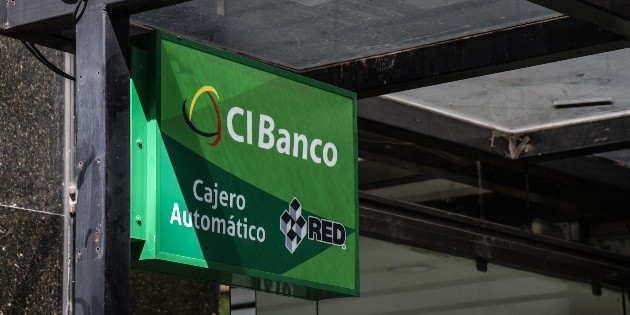 CIBanco
Cajero
Automático
RED